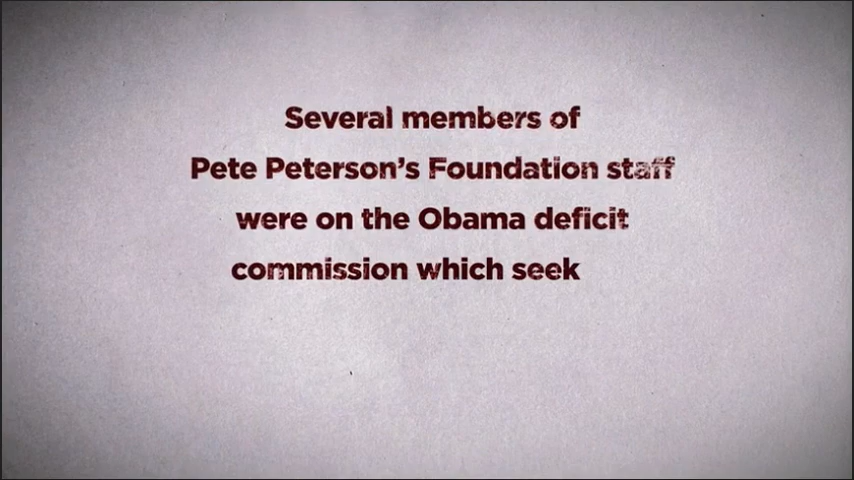 Several members of
Pete Peterson's Foundation staff
were on the Obama deficit
commission which seek